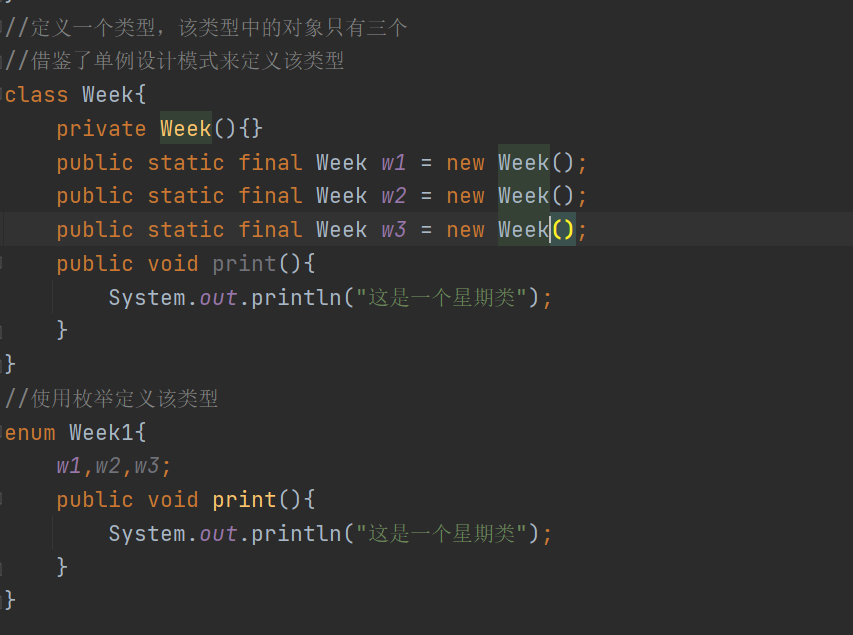 //定义一个类型，该类型中的对象只有三个
//借鉴了单例设计模式来定义该类型
class Week{
    private Week(){}
    public static final Week w1 = new Week();
    public static final Week w2 = new Week();
    public static final Week w3 = new Week();
    public void print(){
        System.out.println("这是一个星期类");
    }
}
//使用枚举定义该类型
enum Week1{
    w1,w2,w3;
    public void print(){
        System.out.println("这是一个星期类");
    }
}